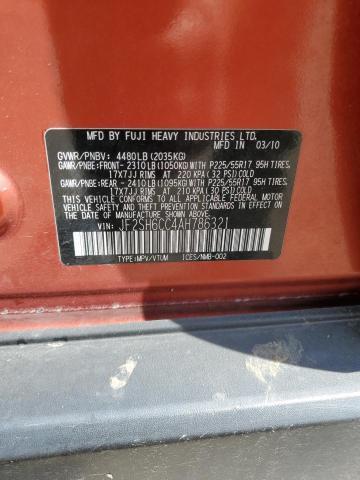 MFD BY FUJI HEAVY INDUSTRIES LTD.
MFD IN 03/10
GVWR/PNBV: 4480LB(2035KG)
GAWR/PNBE:FRONT- 2310LB(1050KG)WITH P225/55R17 95H TIRES,
17X7JJ RIMS AT 220 KPA(32 PSI)COLD
GAWR/PNBE:REAR - 2410LB(1095KG)WITH P225/55R17 95H TIRES,
17X7JJ RIMS AT 210 KPA(30 PSI)COLD
THIS VEHICLE CONFORMS TO ALL APPLICABLE FEDERAL MOTOR
VEHICLE SAFETY AND THEFT PREVENTION STANDARDS IN
EFFECT ON THE DATE OF MANUFACTURE SHOWN ABOVE.
VIN: JF2SH6CC4AH786321
TYPE:MPV/VTUM ICES/NMB-002